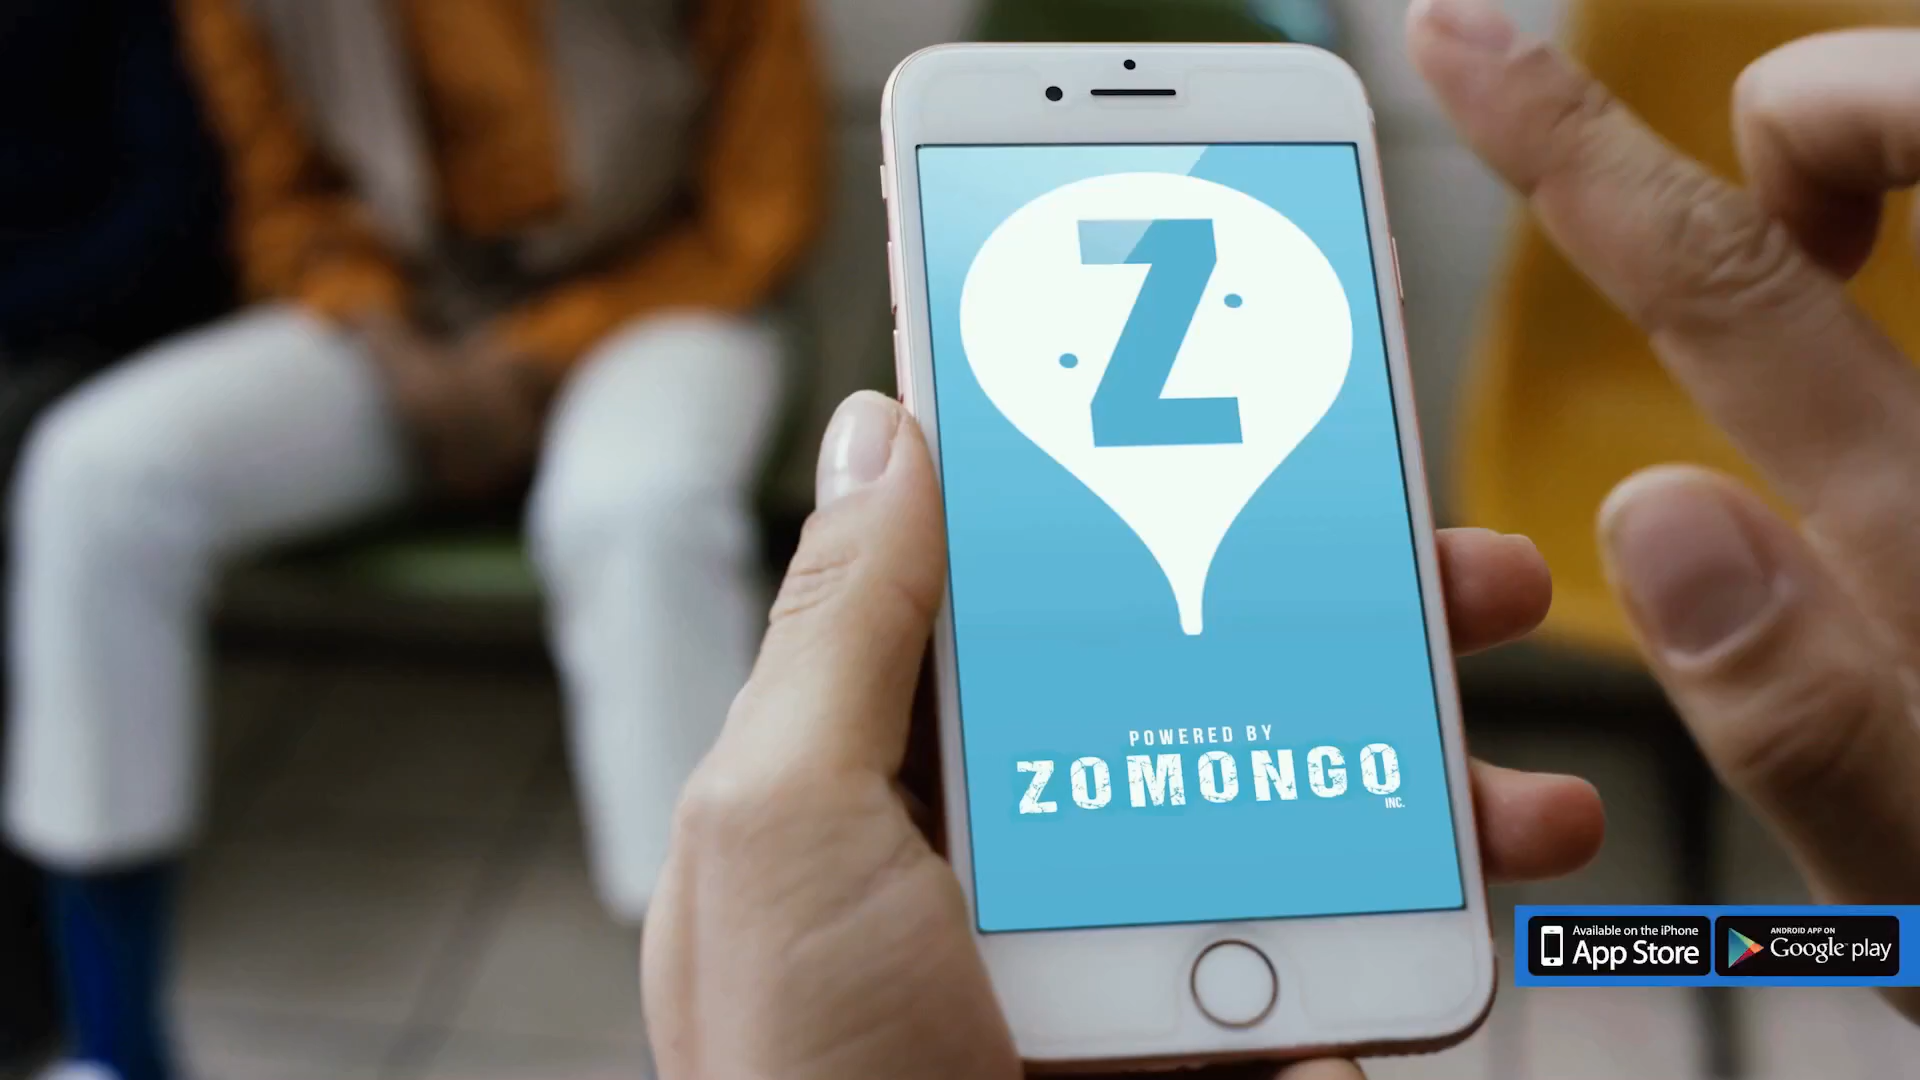 Z
POWERED BY
ZOMONGO
INC.
Available on the iPhone
App Store
ANDROID APP ON
Google play